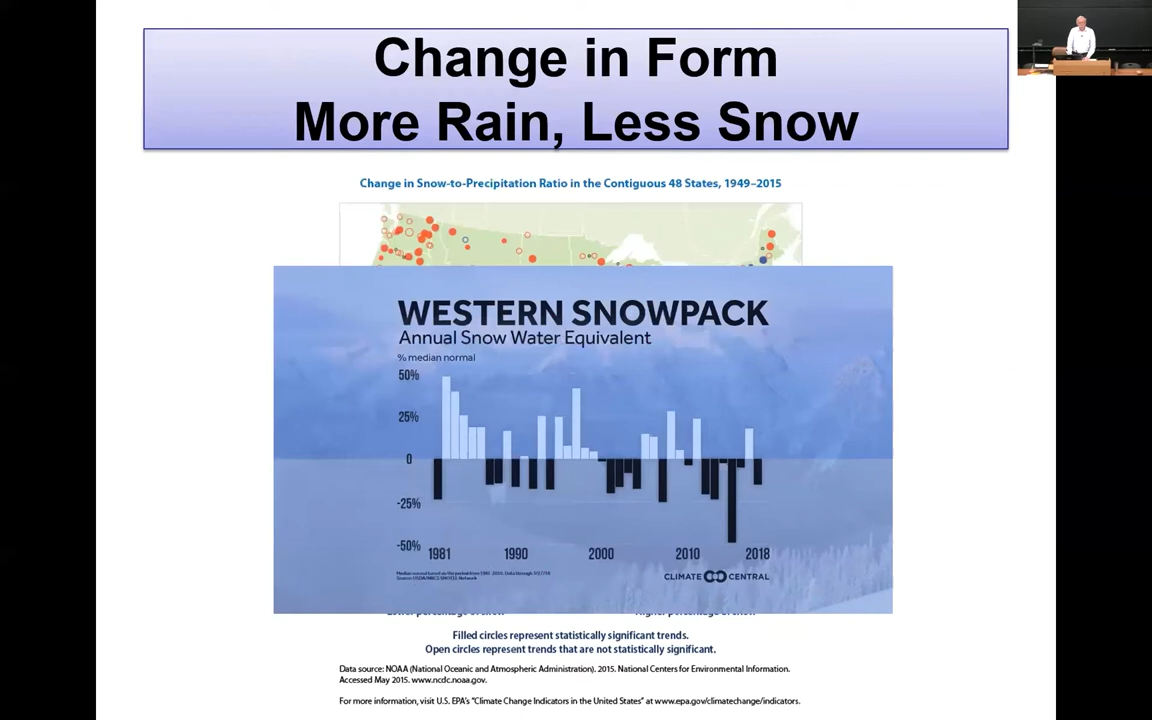 Change in Form
More Rain, Less Snow
Change in Snow-to-Precipitation Ratio in the Contiguous 48 States, 1949–2015
WESTERN SNOWPACK
Annual Snow Water Equivalent
% median normal
50%
25%
0
-25%
-50%
1981 1990 2000 2010 2018
CLIMATE CENTRAL
Filled circles represent statistically significant trends.
Open circles represent trends that are not statistically significant.
Data source: NOAA (National Oceanic and Atmospheric Administration). 2015. National Centers for Environmental Information.
Accessed May 2015. www.ncdc.noaa.gov.
For more information, visit U.S. EPA's "Climate Change Indicators in the United States" at www.epa.gov/climatechange/indicators.